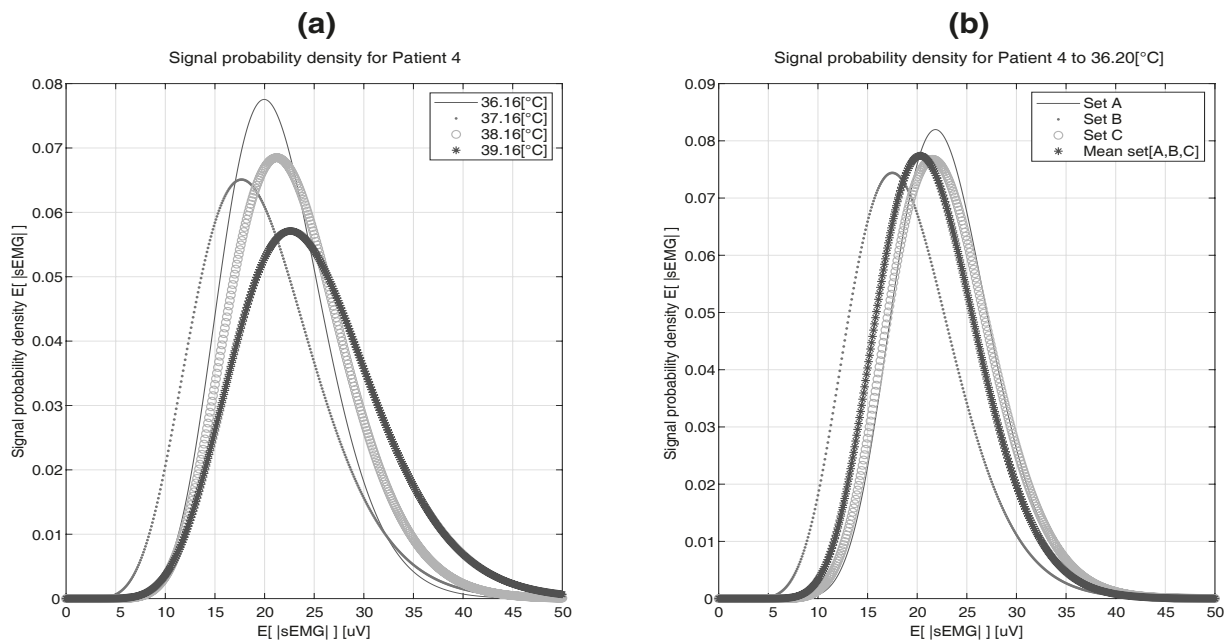 (a)
Signal probability density for Patient 4
Signal probability density E[ |sEMG| ]
0.08
0.07
0.06
0.05
0.04
0.03
0.02
0.01
0
0 5 10 15 20 25 30 35 40 45 50
E[ |sEMG| ] [uV]
36.16[°C]
37.16[°C]
38.16[°C]
39.16[°C]
(b)
Signal probability density for Patient 4 to 36.20[°C]
Signal probability density E[ |sEMG| ]
0.09
0.08
0.07
0.06
0.05
0.04
0.03
0.02
0.01
0
0 5 10 15 20 25 30 35 40 45 50
E[ |sEMG| ] [uV]
Set A
Set B
Set C
Mean set[A,B,C]